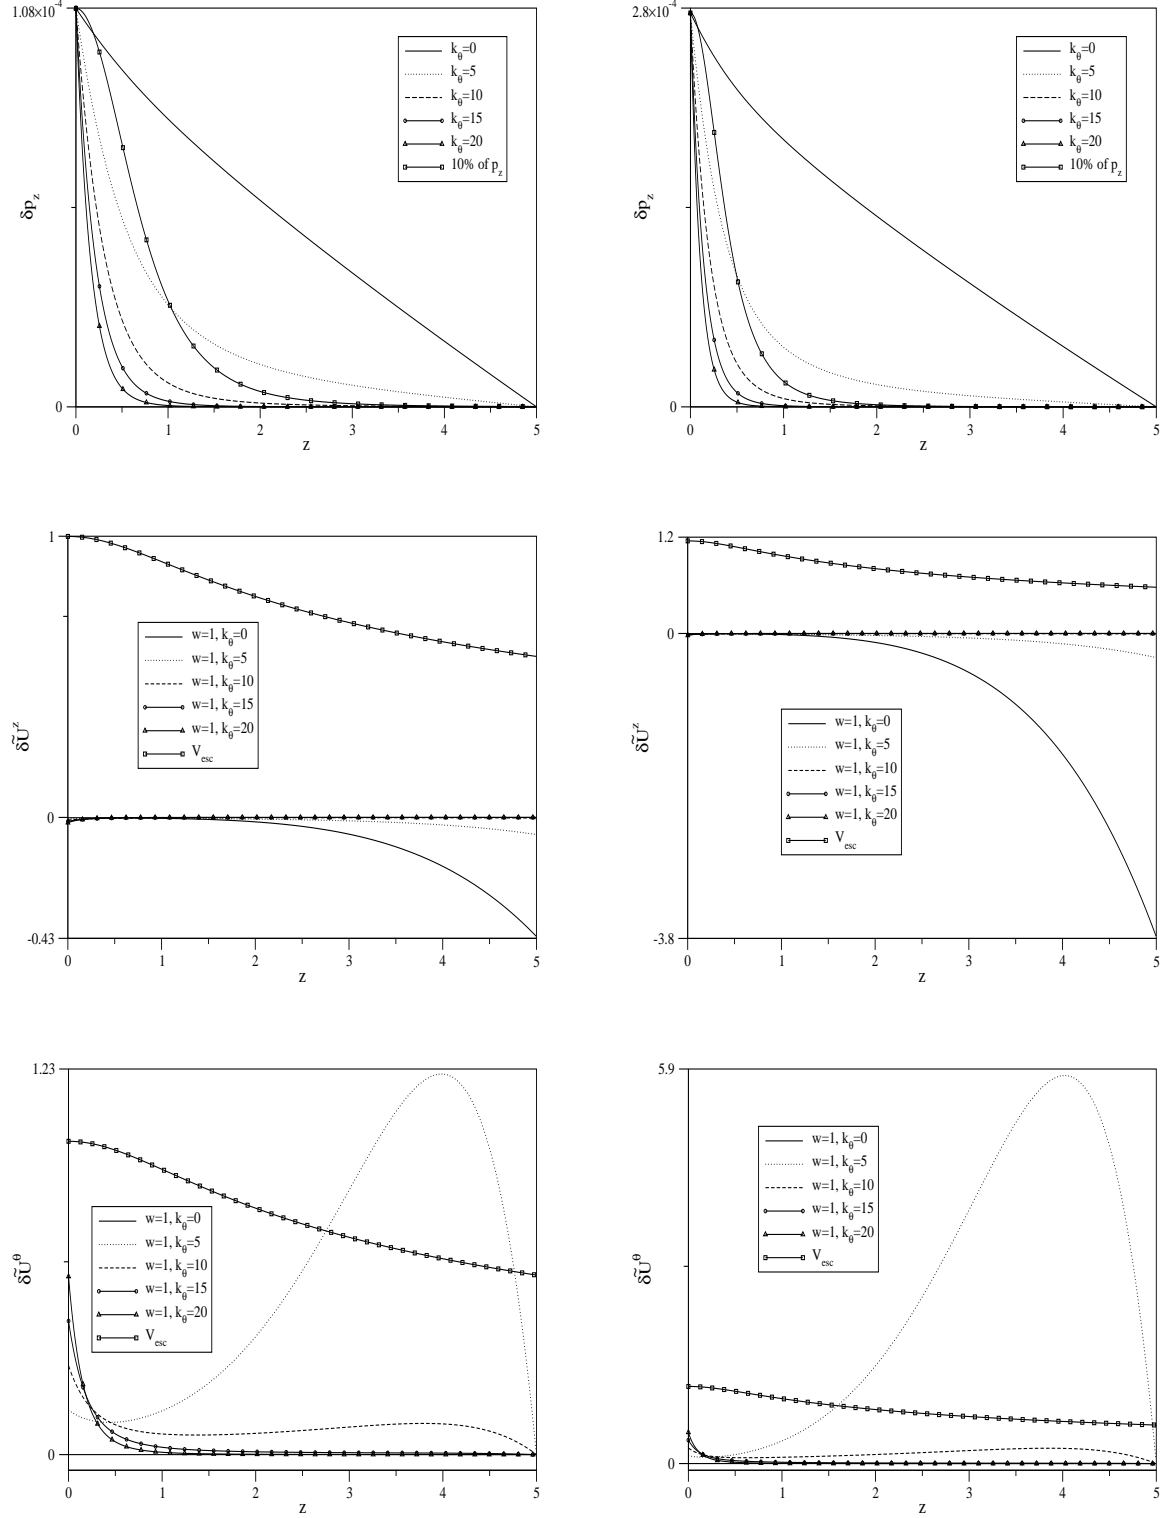 1.08×10⁻⁴
δp_z
0
k_θ=0
k_θ=5
k_θ=10
k_θ=15
k_θ=20
10% of p_z
0 1 2 3 4 5
z
2.8×10⁻⁴
δp_z
0
k_θ=0
k_θ=5
k_θ=10
k_θ=15
k_θ=20
10% of p_z
0 1 2 3 4 5
z
1
0
-0.43
δŨ^z
w=1, k_θ=0
w=1, k_θ=5
w=1, k_θ=10
w=1, k_θ=15
w=1, k_θ=20
V_esc
0 1 2 3 4 5
z
1.2
0
-3.8
δŨ^z
w=1, k_θ=0
w=1, k_θ=5
w=1, k_θ=10
w=1, k_θ=15
w=1, k_θ=20
V_esc
0 1 2 3 4 5
z
1.23
0
δŨ^θ
w=1, k_θ=0
w=1, k_θ=5
w=1, k_θ=10
w=1, k_θ=15
w=1, k_θ=20
V_esc
0 1 2 3 4 5
z
5.9
0
δŨ^θ
w=1, k_θ=0
w=1, k_θ=5
w=1, k_θ=10
w=1, k_θ=15
w=1, k_θ=20
V_esc
0 1 2 3 4 5
z